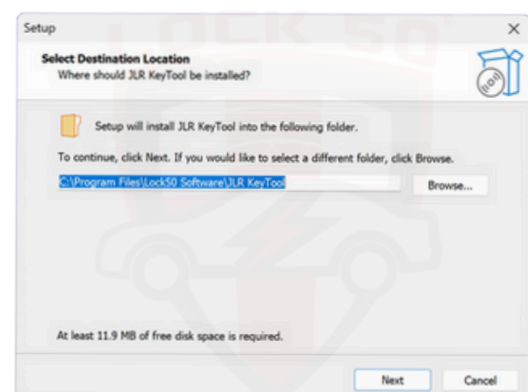 Setup
Select Destination Location
Where should JLR KeyTool be installed?
LOCK 50
Setup will install JLR KeyTool into the following folder.
To continue, click Next. If you would like to select a different folder, click Browse.
C:\Program Files\Lock50 Software\JLR KeyTool
Browse...
At least 11.9 MB of free disk space is required.
Next
Cancel